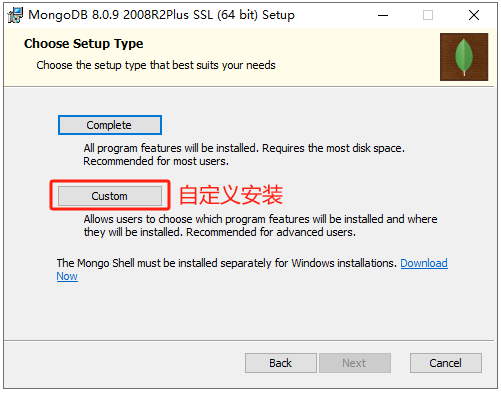 MongoDB 8.0.9 2008R2Plus SSL (64 bit) Setup
Choose Setup Type
Choose the setup type that best suits your needs
Complete
All program features will be installed. Requires the most disk space.
Recommended for most users.
Custom 自定义安装
Allows users to choose which program features will be installed and where
they will be installed. Recommended for advanced users.
The Mongo Shell must be installed separately for Windows installations. Download
Now
Back Next Cancel